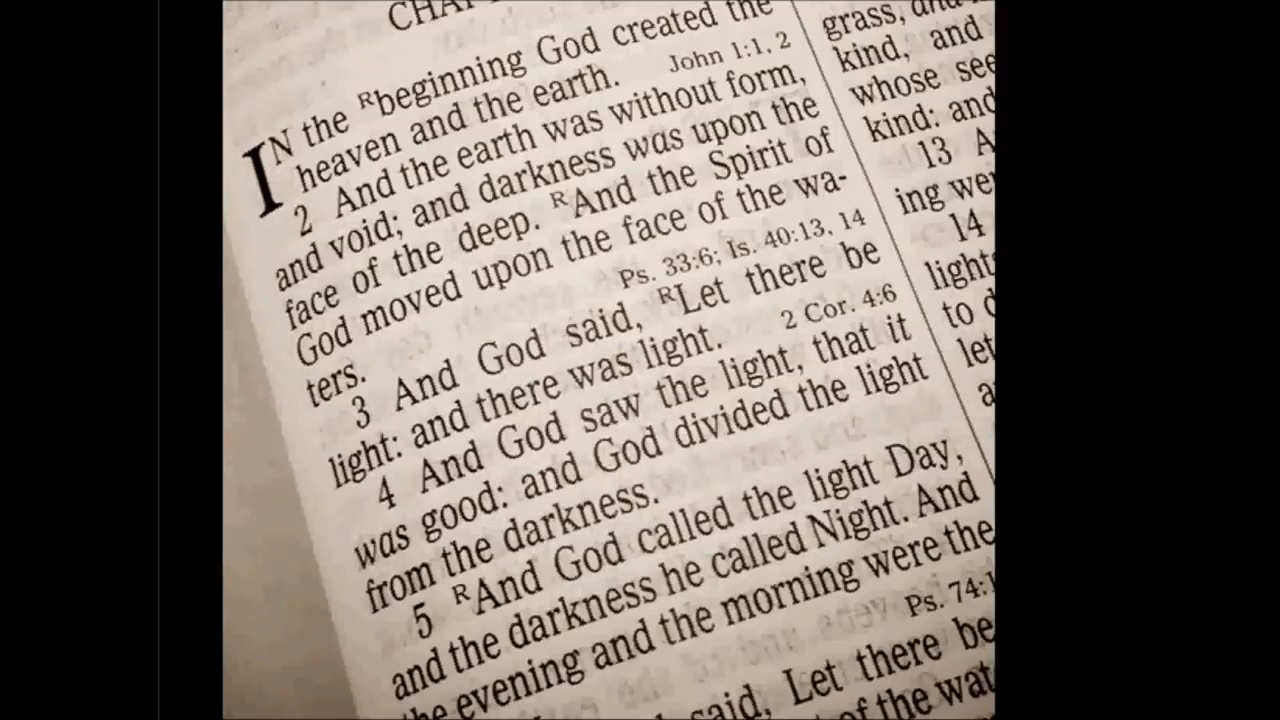 IN the ᴿbeginning God created the
heaven and the earth. John 1:1, 2
2 And the earth was without form,
and void; and darkness was upon the
face of the deep. ᴿAnd the Spirit of
God moved upon the face of the wa-
ters. Ps. 33:6; Is. 40:13, 14
3 And God said, ᴿLet there be
light: and there was light. 2 Cor. 4:6
4 And God saw the light, that it
was good: and God divided the light
from the darkness.
5 ᴿAnd God called the light Day,
and the darkness he called Night. And
the evening and the morning were the
Ps. 74:1
said, Let there be
of the wat
grass, and
kind, and
whose see
kind: and
13 A
ing we
14
light
to d
let
a